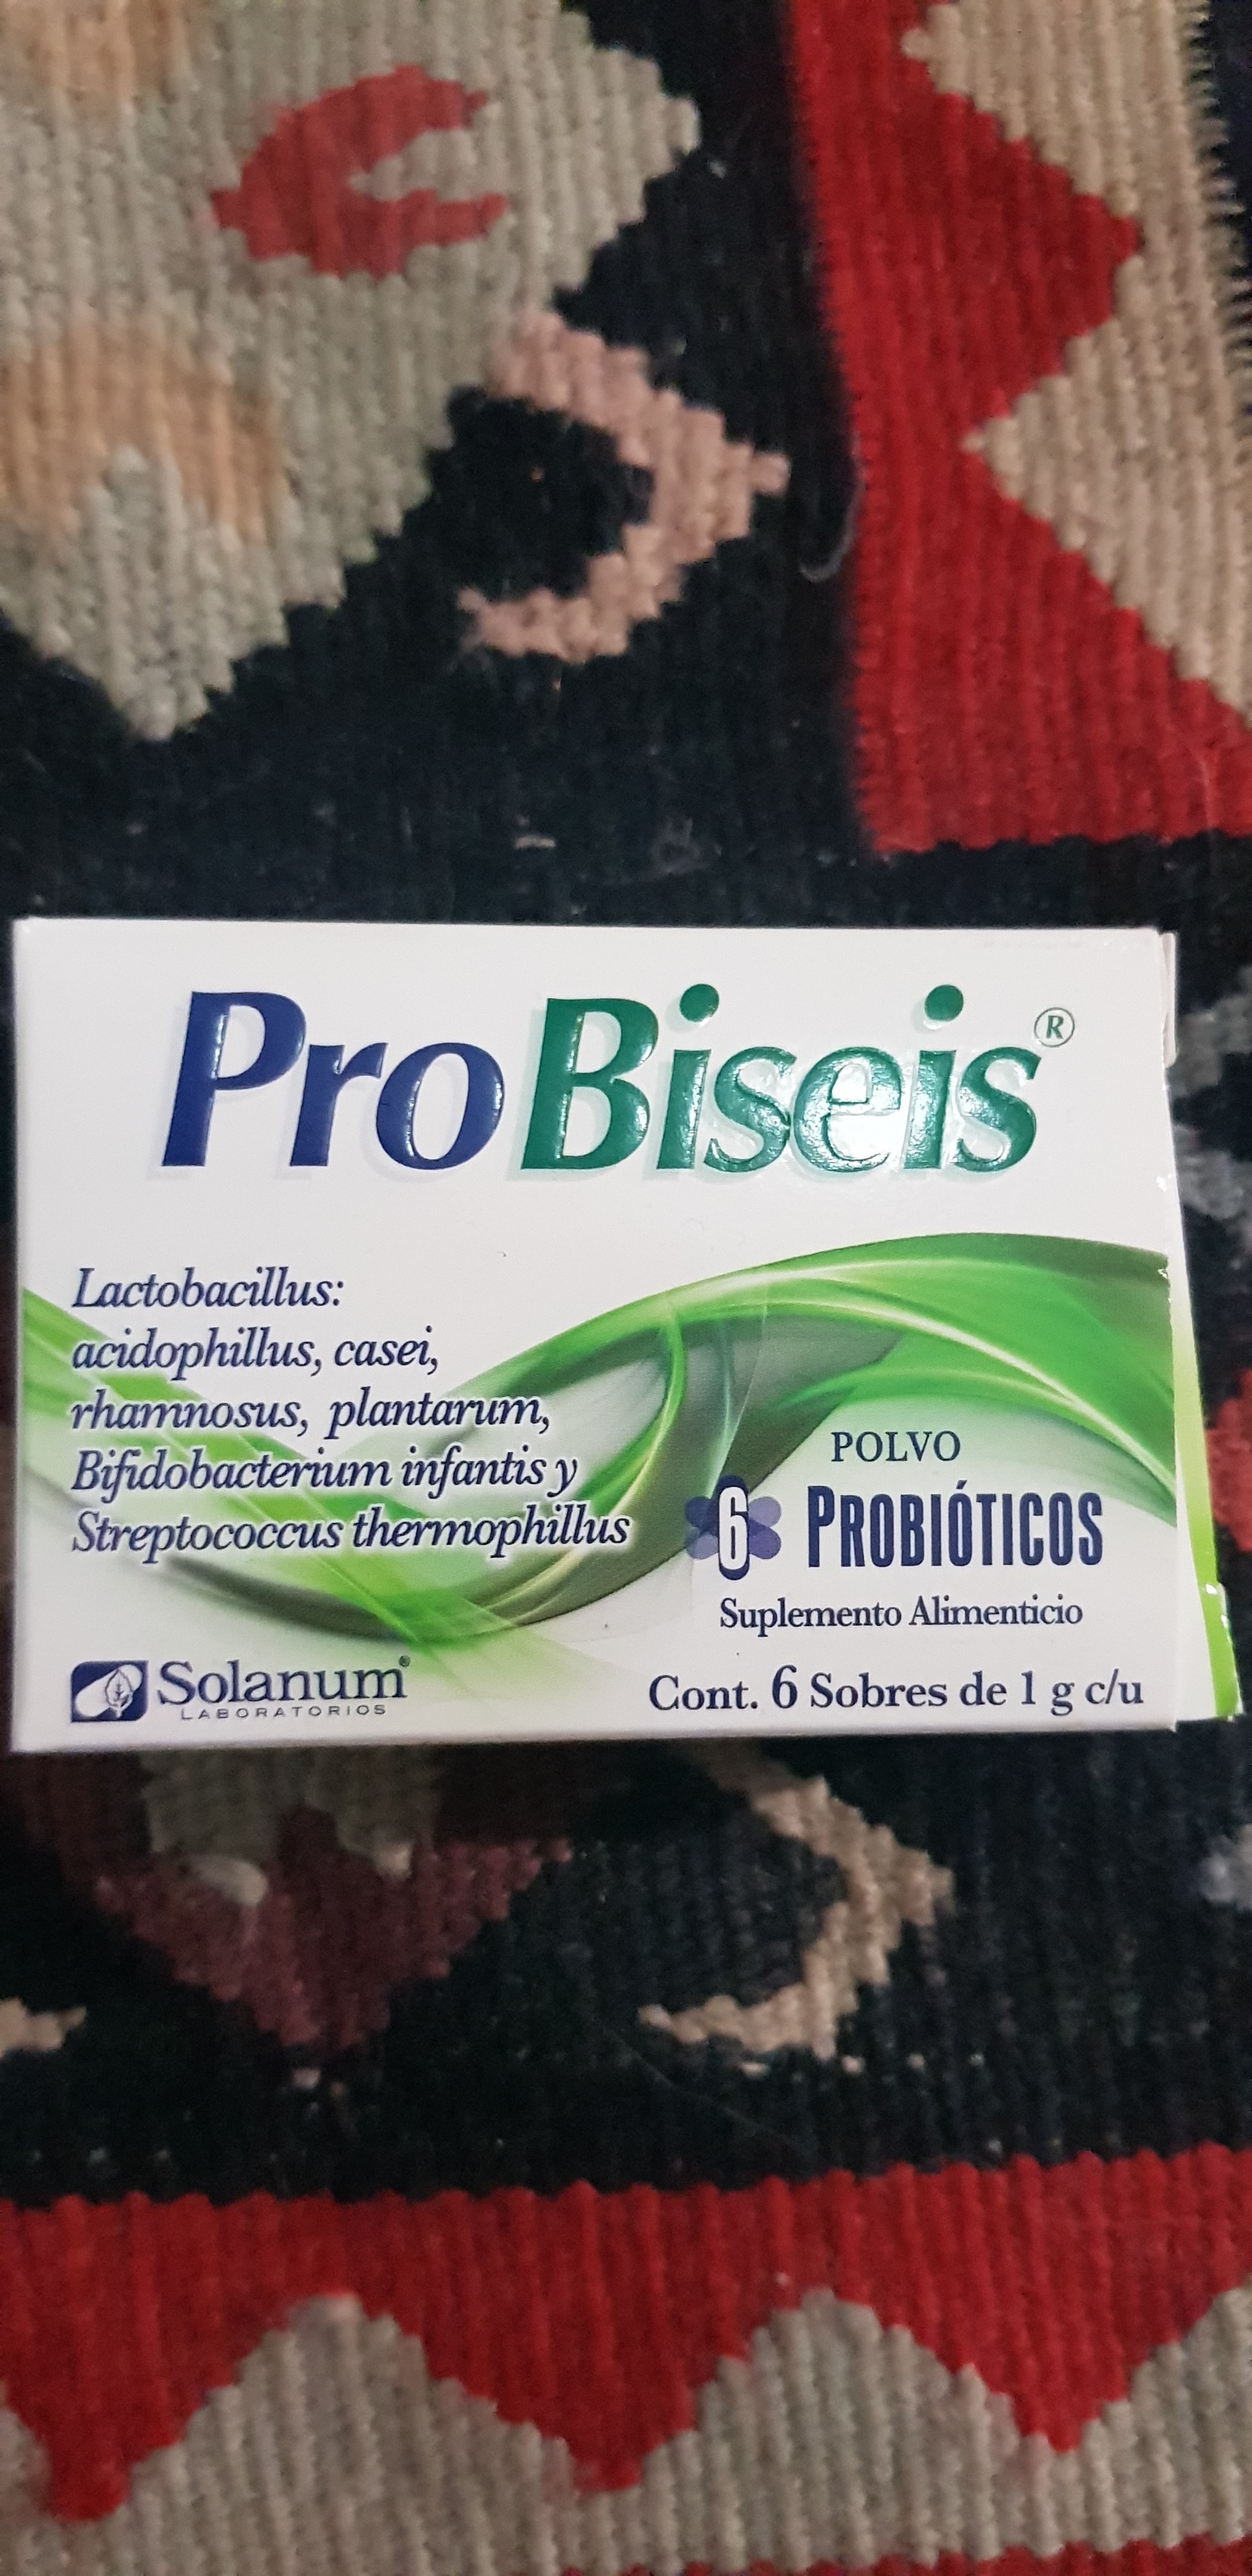 ProBiseis®
Lactobacillus:
acidophillus, casei,
rhamnosus, plantarum,
Bifidobacterium infantis y
Streptococcus thermophillus
POLVO
6 PROBIÓTICOS
Suplemento Alimenticio
Solanum®
LABORATORIOS
Cont. 6 Sobres de 1 g c/u